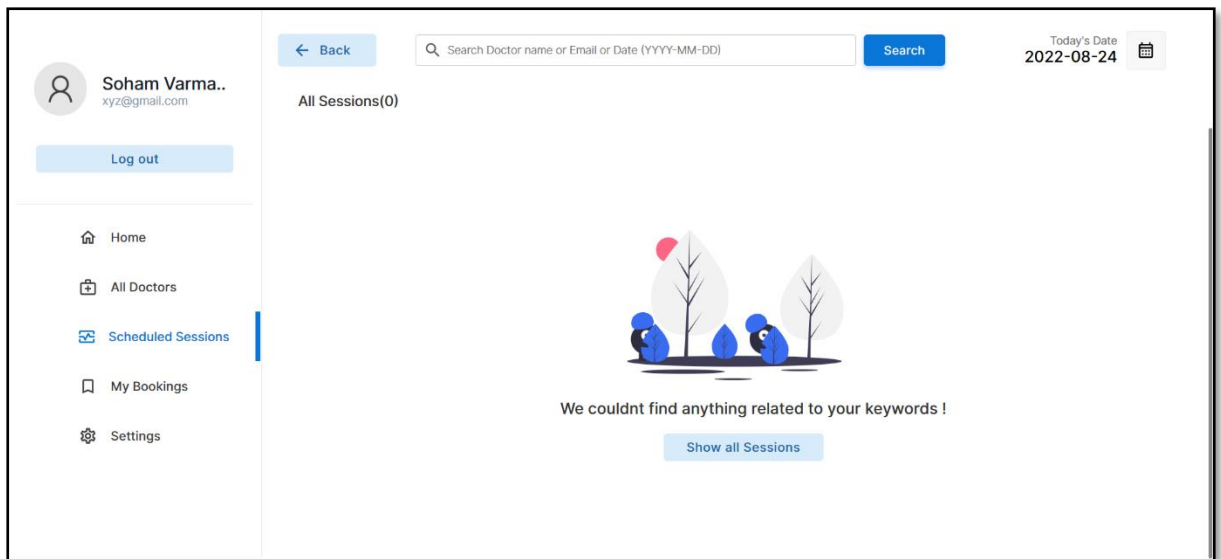 Soham Varma..
xyz@gmail.com
Log out
Home
All Doctors
Scheduled Sessions
My Bookings
Settings
Back
Search Doctor name or Email or Date (YYYY-MM-DD)
Search
Today's Date
2022-08-24
All Sessions(0)
We couldnt find anything related to your keywords !
Show all Sessions